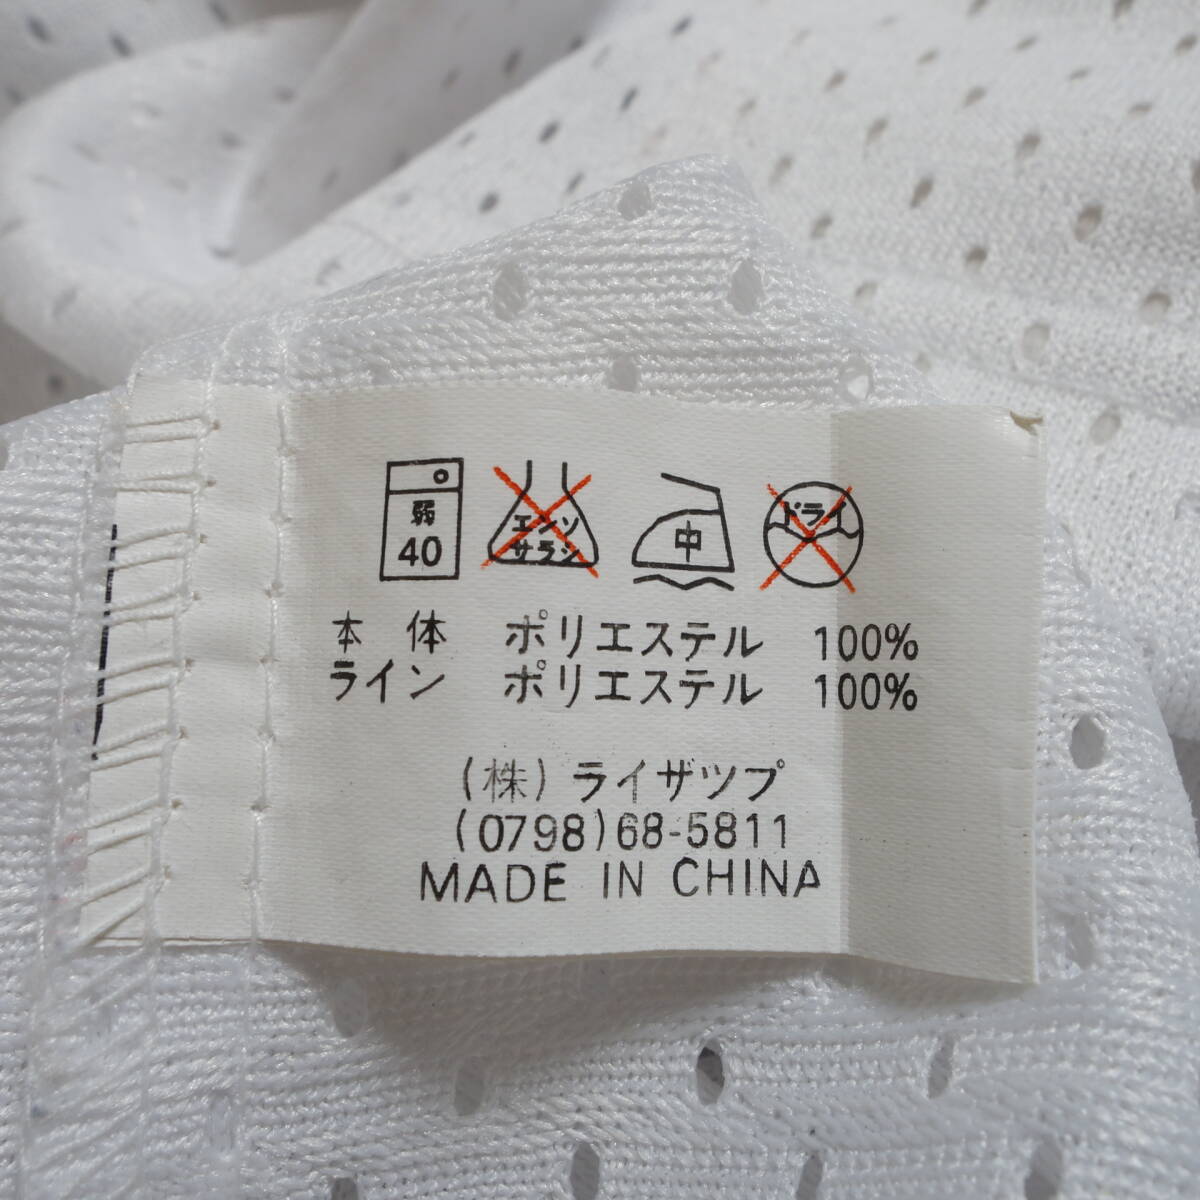 弱
40
エンソ
サラシ
中
ドライ
本 体 ポリエステル 100%
ライン ポリエステル 100%
(株)ライザツプ
(0798)68-5811
MADE IN CHINA